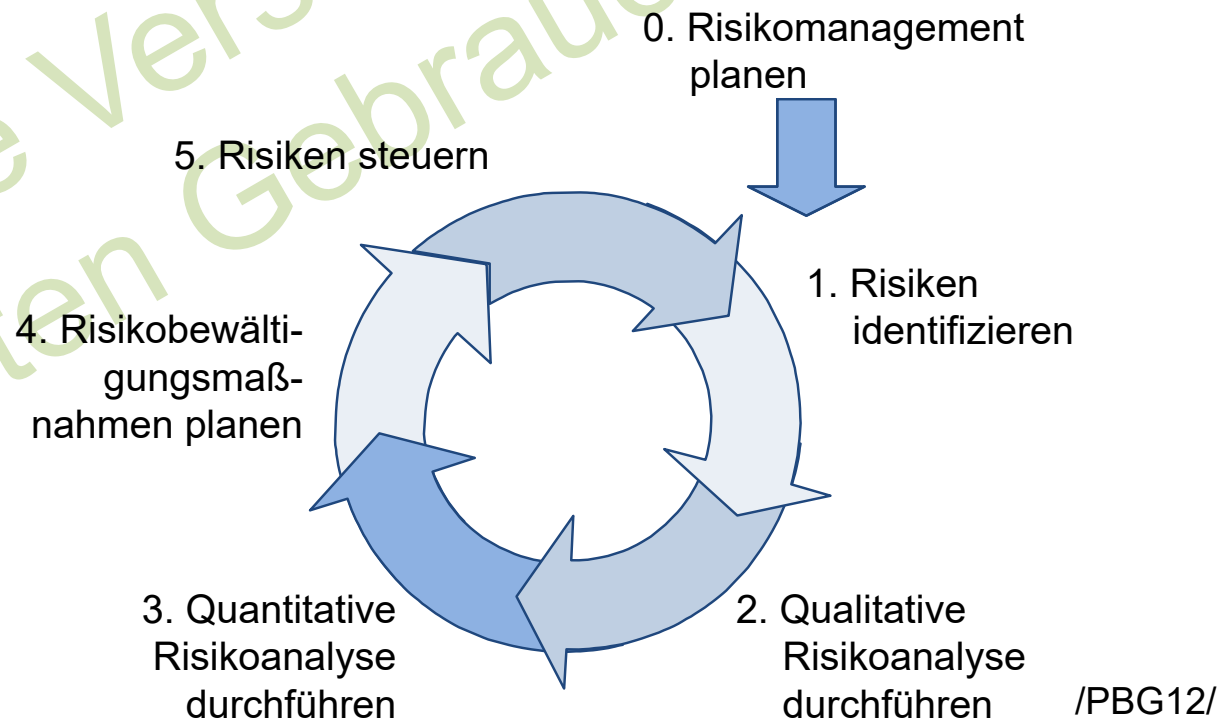 0. Risikomanagement
planen
5. Risiken steuern
1. Risiken
identifizieren
4. Risikobewälti-
gungsmaß-
nahmen planen
3. Quantitative
Risikoanalyse
durchführen
2. Qualitative
Risikoanalyse
durchführen
/PBG12/